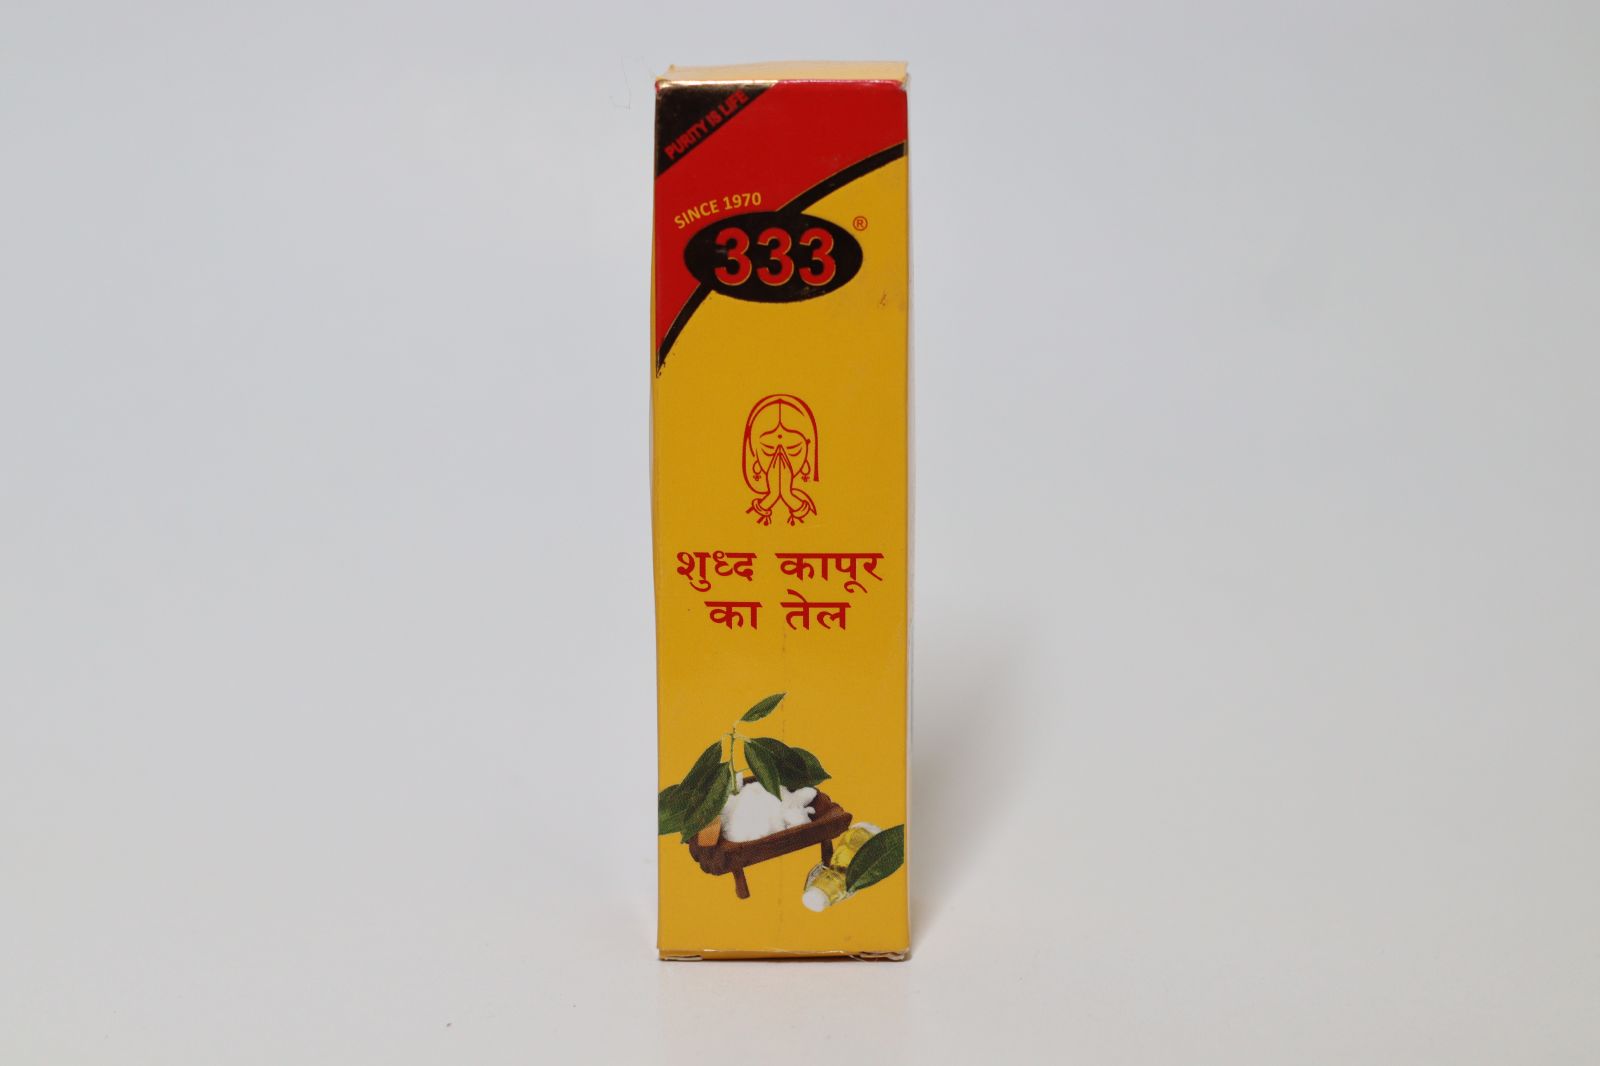 PURITY IS LIFE
SINCE 1970
333®
शुध्द कापूर
का तेल